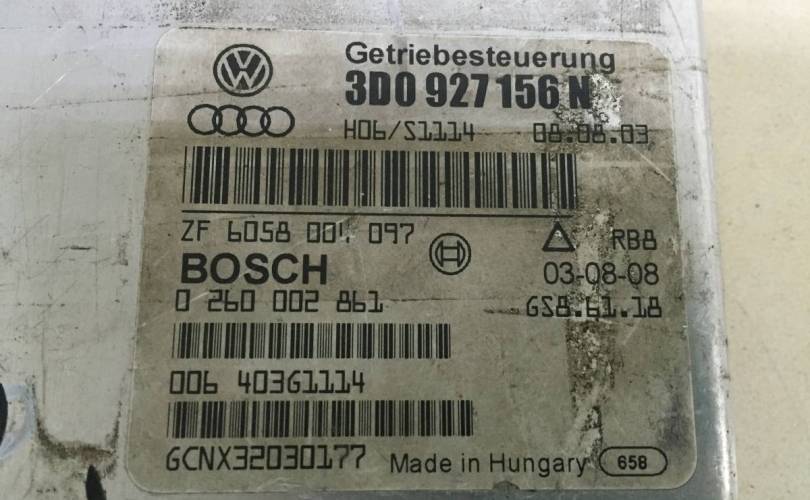 Getriebesteuerung
3D0 927 156 N
H06/S1114 08.08.03
ZF 6058 004 097
RB8
BOSCH 03-08-08
0 260 002 861 GS8.61.18
006 40361114
GCNX32030177 Made in Hungary 658